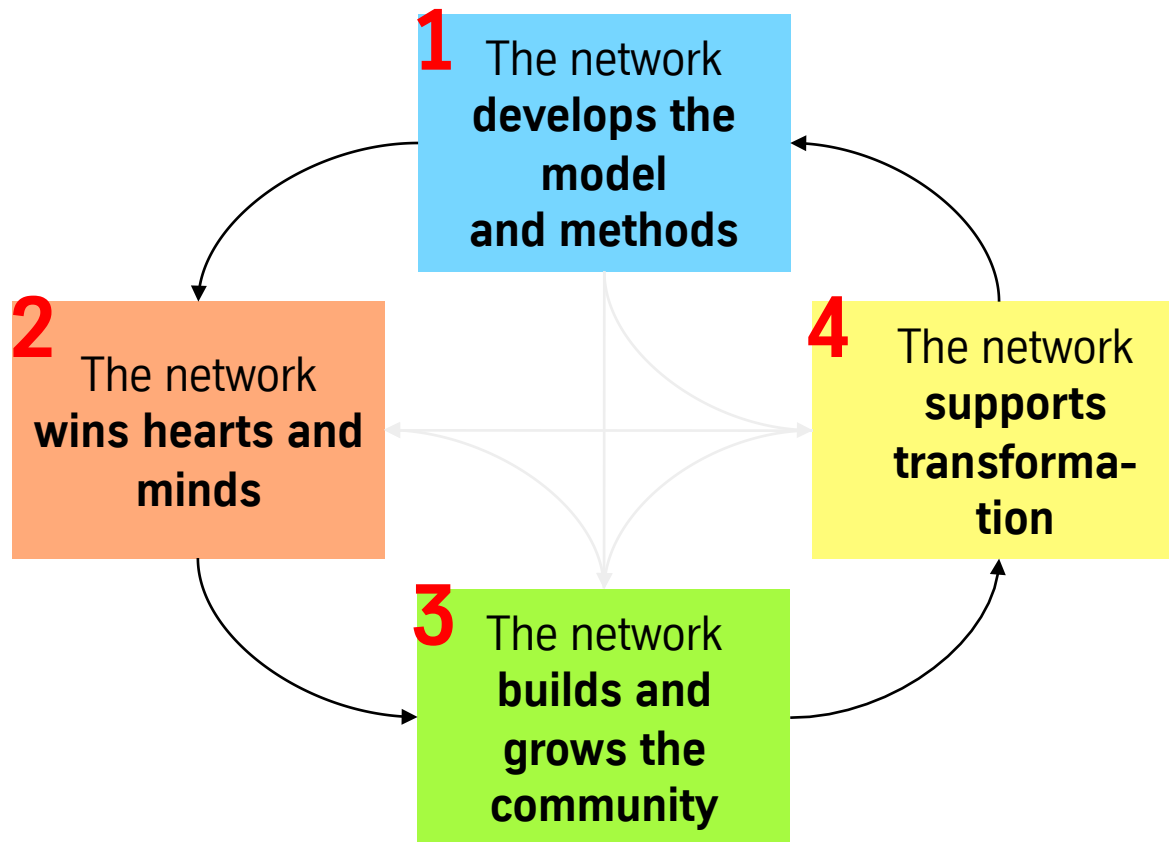 1
The network
develops the
model
and methods
2
The network
wins hearts and
minds
4
The network
supports
transforma-
tion
3
The network
builds and
grows the
community